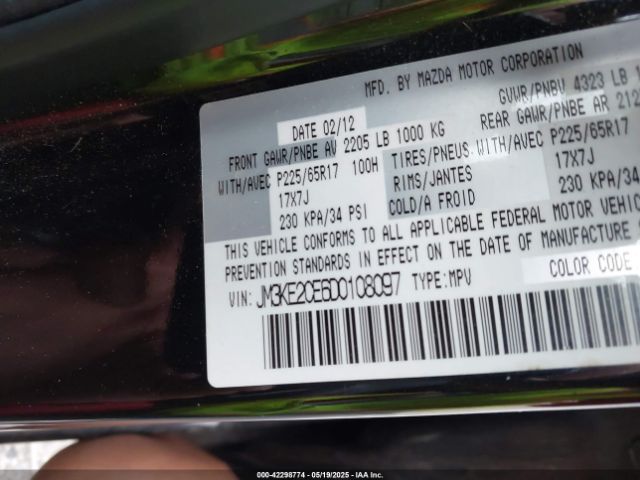 MFD. BY MAZDA MOTOR CORPORATION
DATE 02/12 GVWR/PNBV 4323 LB
FRONT GAWR/PNBE AV 2205 LB 1000 KG REAR GAWR/PNBE AR
WITH/AVEC P225/65R17 100H TIRES/PNEUS WITH/AVEC P225/65R17
17X7J RIMS/JANTES 17X7J
230 KPA/34 PSI COLD/A FROID 230 KPA/34
THIS VEHICLE CONFORMS TO ALL APPLICABLE FEDERAL MOTOR
PREVENTION STANDARDS IN EFFECT ON THE DATE OF MANUFACTURE
VIN: JM3KE2CE6D0108097 TYPE:MPV COLOR CODE
000-42298774 - 05/19/2025 - IAA Inc.